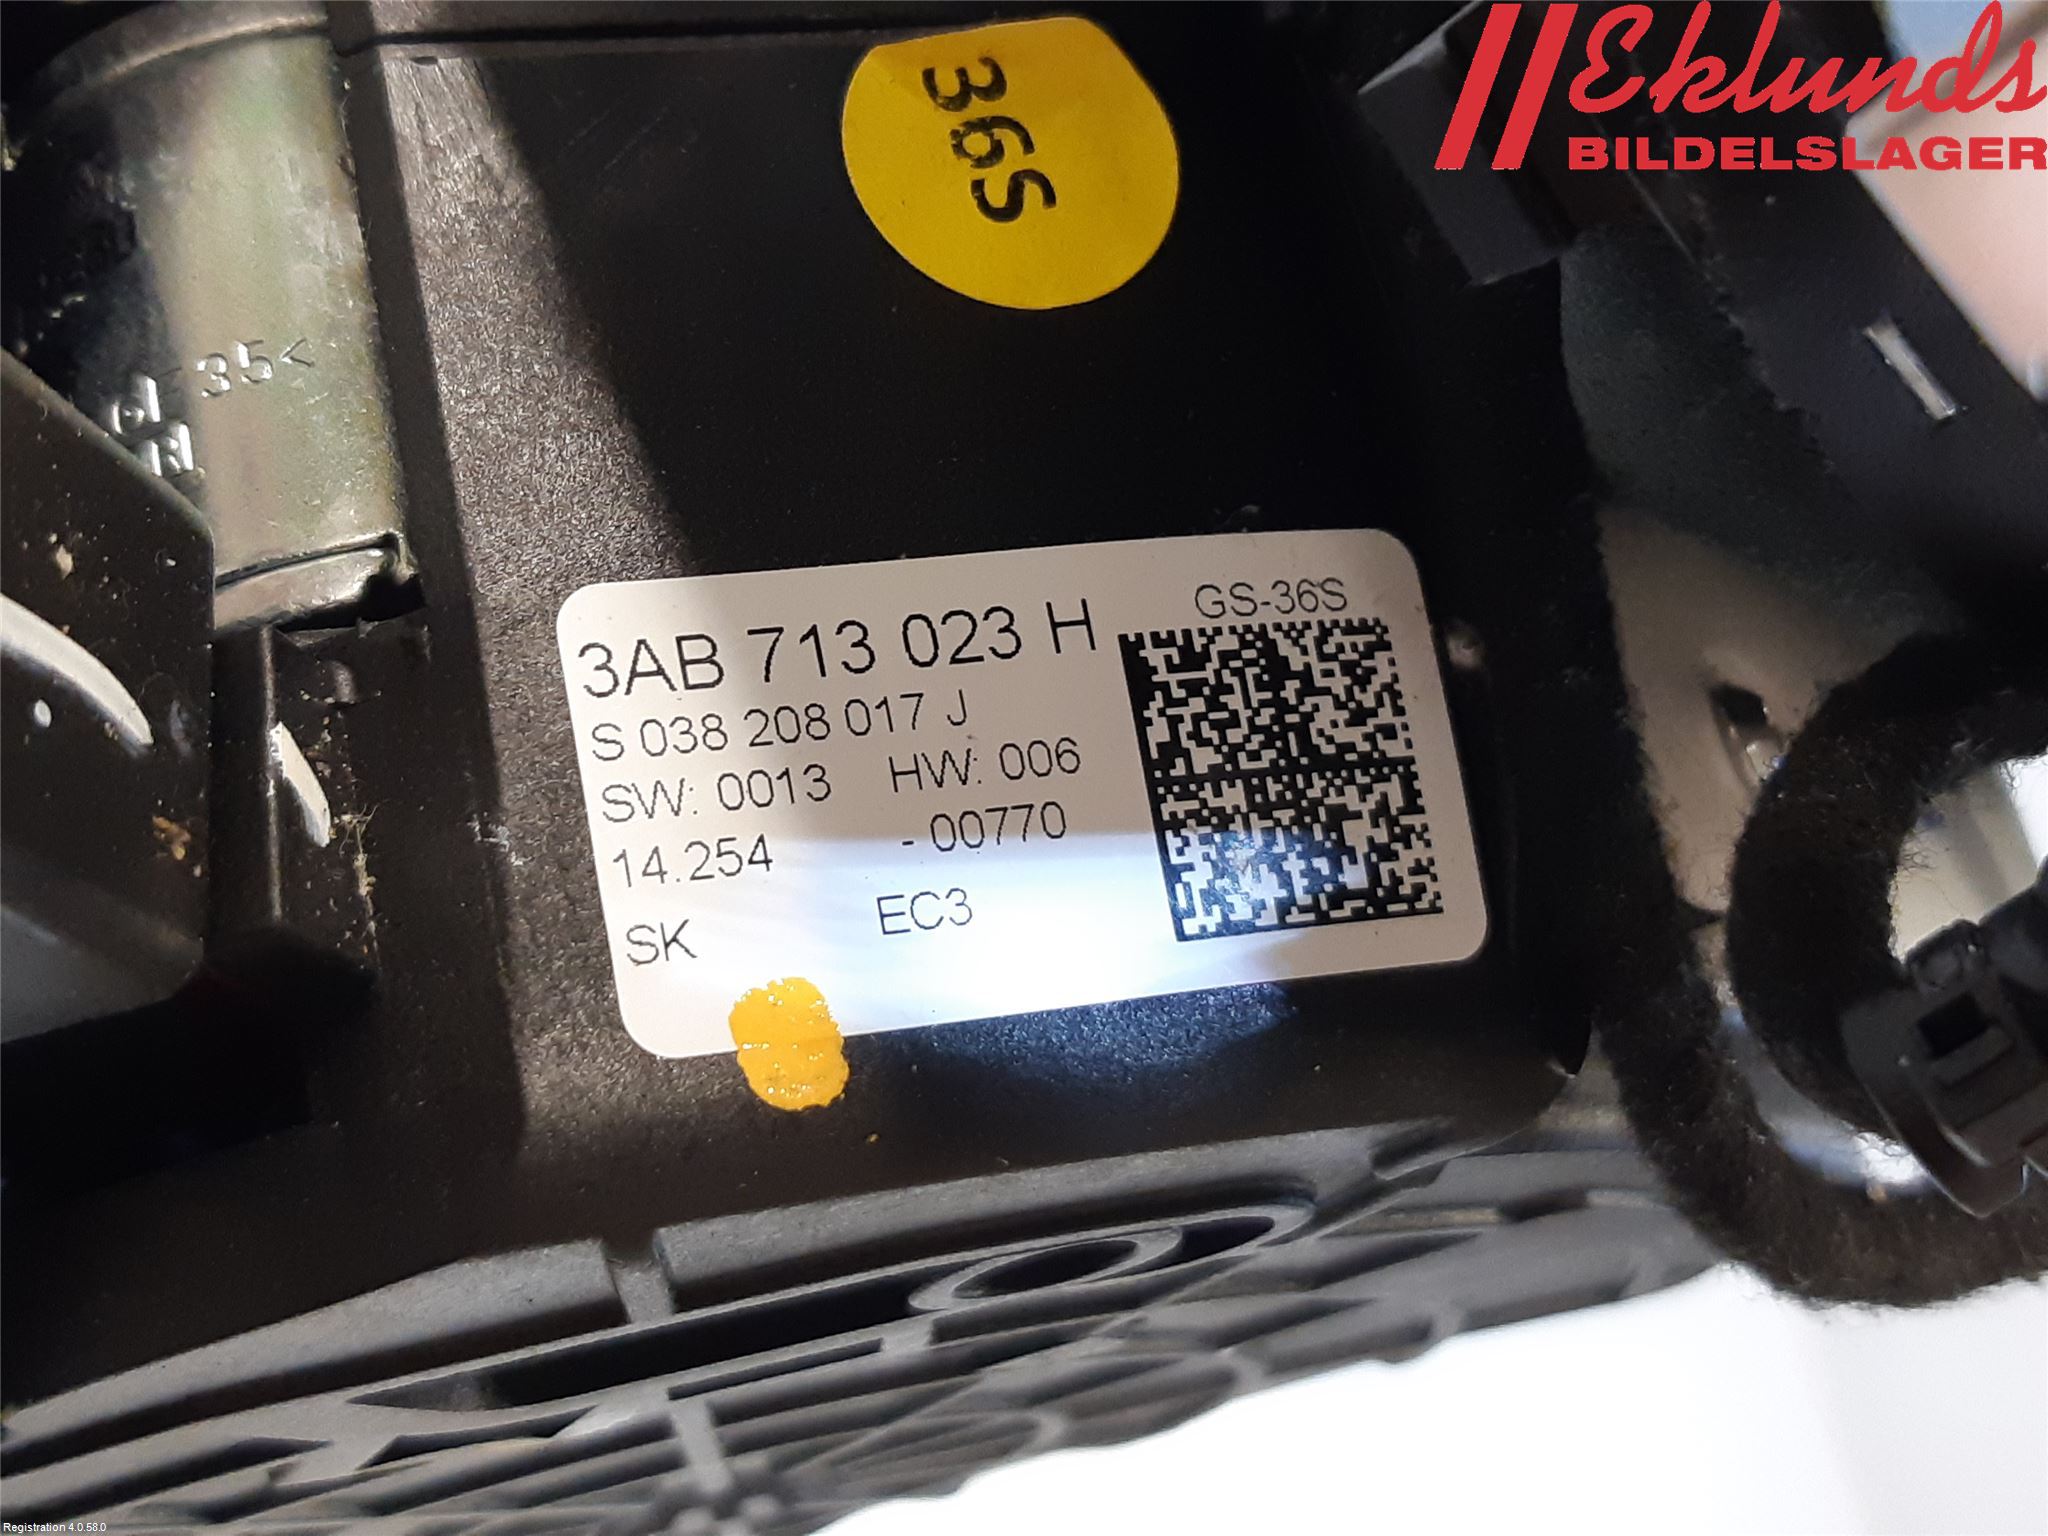 Eklunds
BILDELSLAGER
36S
35<
GS-36S
3AB 713 023 H
S 038 208 017 J
SW: 0013 HW: 006
14.254 - 00770
SK EC3
Registration 4.0.58.0